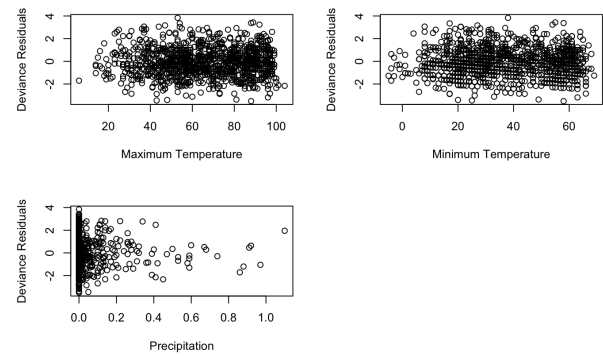 Deviance Residuals
4
2
0
-2
20 40 60 80 100
Maximum Temperature
Deviance Residuals
4
2
0
-2
0 20 40 60
Minimum Temperature
Deviance Residuals
4
2
0
-2
0.0 0.2 0.4 0.6 0.8 1.0
Precipitation